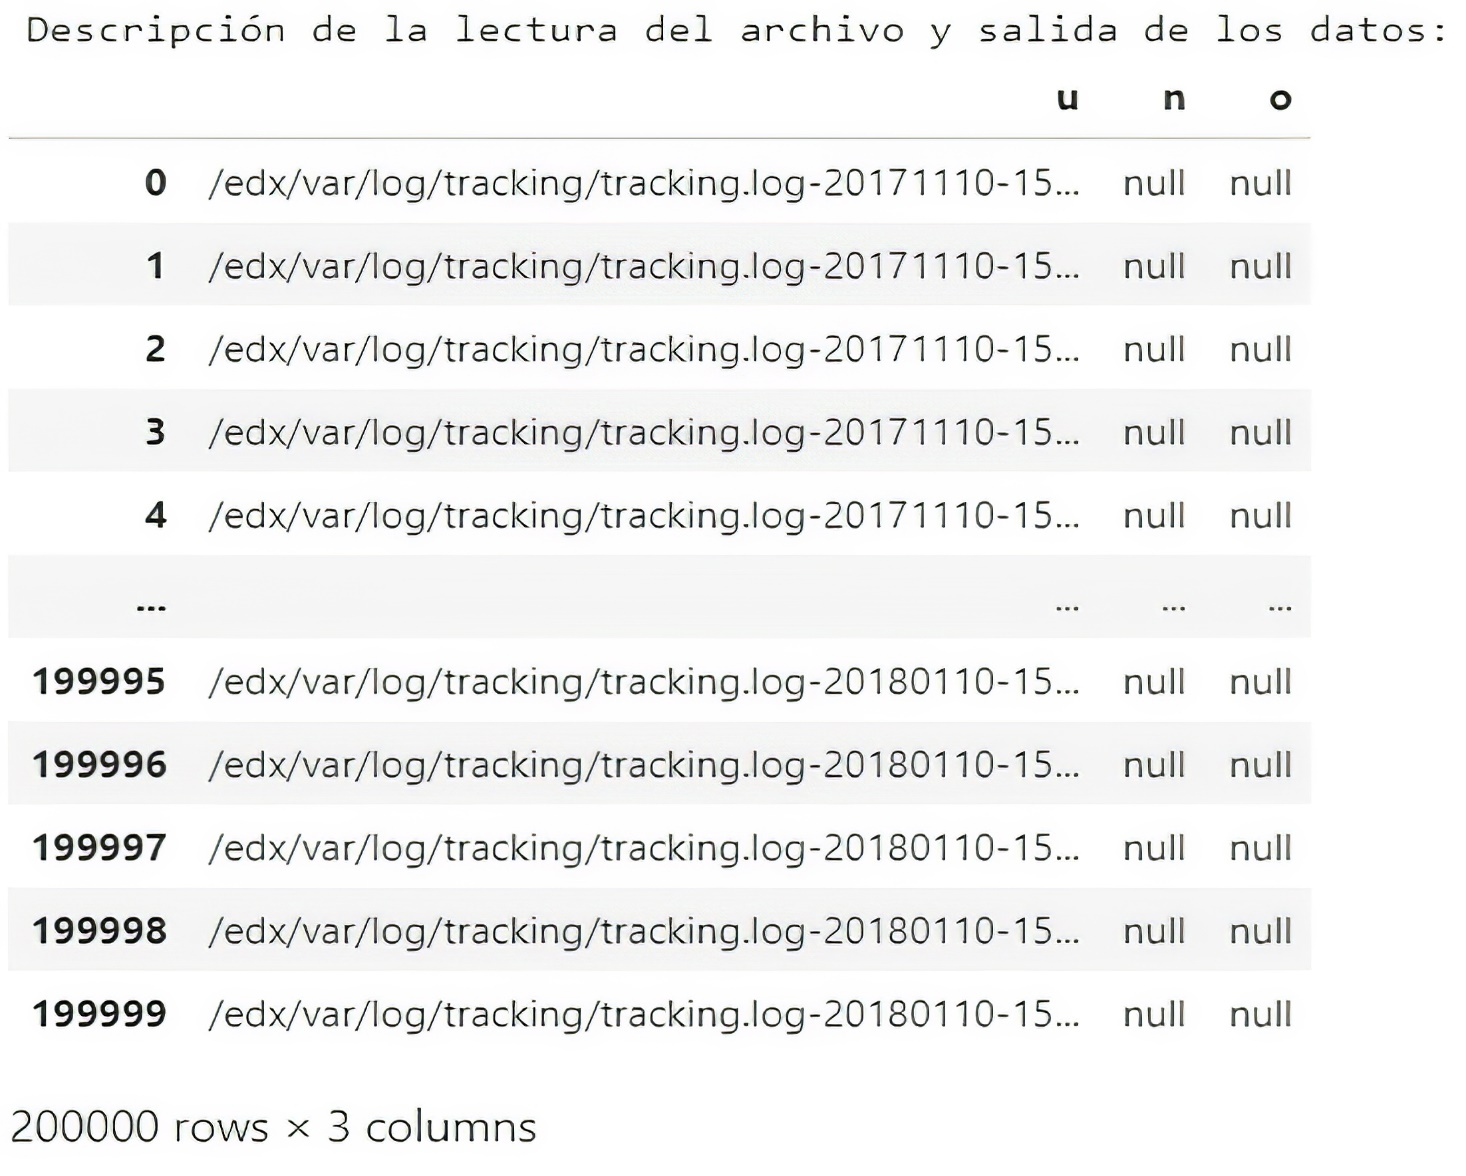 Descripción de la lectura del archivo y salida de los datos:
u n o
0 /edx/var/log/tracking/tracking.log-20171110-15... null null
1 /edx/var/log/tracking/tracking.log-20171110-15... null null
2 /edx/var/log/tracking/tracking.log-20171110-15... null null
3 /edx/var/log/tracking/tracking.log-20171110-15... null null
4 /edx/var/log/tracking/tracking.log-20171110-15... null null
... ... ... ...
199995 /edx/var/log/tracking/tracking.log-20180110-15... null null
199996 /edx/var/log/tracking/tracking.log-20180110-15... null null
199997 /edx/var/log/tracking/tracking.log-20180110-15... null null
199998 /edx/var/log/tracking/tracking.log-20180110-15... null null
199999 /edx/var/log/tracking/tracking.log-20180110-15... null null
200000 rows × 3 columns